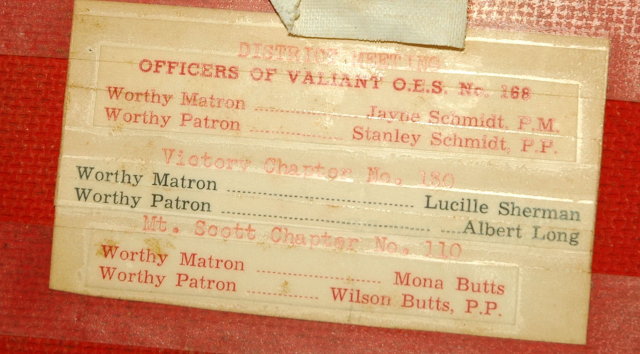 DISTRICT MEETING
OFFICERS OF VALIANT O.E.S. No. 168
Worthy Matron Jayne Schmidt, P.M.
Worthy Patron Stanley Schmidt, P.P.
Victory Chapter No. 130
Worthy Matron Lucille Sherman
Worthy Patron Albert Long
Mt. Scott Chapter No. 110
Worthy Matron Mona Butts
Worthy Patron Wilson Butts, P.P.